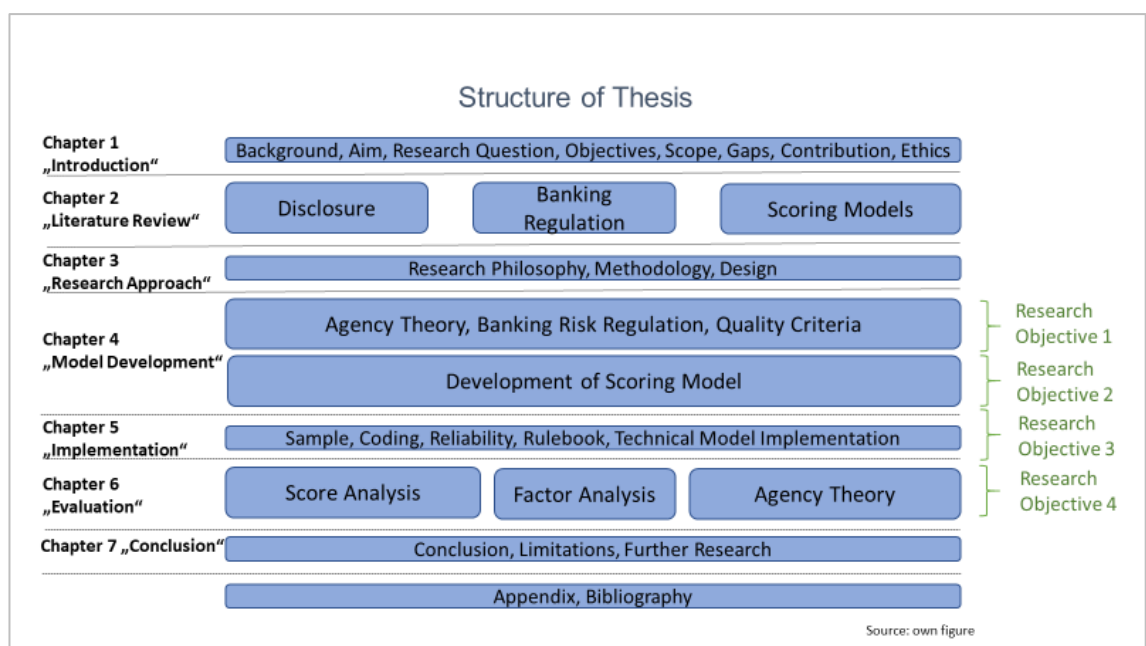 Structure of Thesis
Chapter 1
„Introduction“
Background, Aim, Research Question, Objectives, Scope, Gaps, Contribution, Ethics
Chapter 2
„Literature Review“
Disclosure
Banking
Regulation
Scoring Models
Chapter 3
„Research Approach“
Research Philosophy, Methodology, Design
Chapter 4
„Model Development“
Agency Theory, Banking Risk Regulation, Quality Criteria
Research
Objective 1
Development of Scoring Model
Research
Objective 2
Chapter 5
„Implementation“
Sample, Coding, Reliability, Rulebook, Technical Model Implementation
Research
Objective 3
Chapter 6
„Evaluation“
Score Analysis
Factor Analysis
Agency Theory
Research
Objective 4
Chapter 7 „Conclusion“
Conclusion, Limitations, Further Research
Appendix, Bibliography
Source: own figure